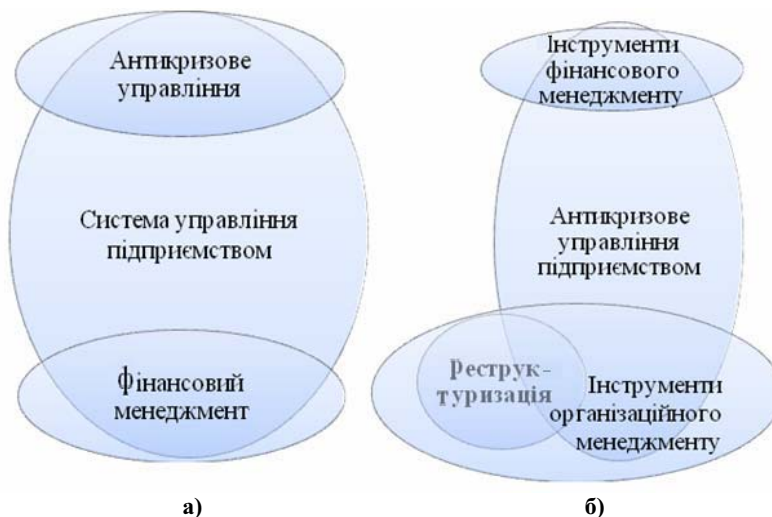 Антикризове
управління
Система управління
підприємством
фінансовий
менеджмент
а)
Інструменти
фінансового
менеджменту
Антикризове
управління
підприємством
Реструк-
туризація
Інструменти
організаційного
менеджменту
б)